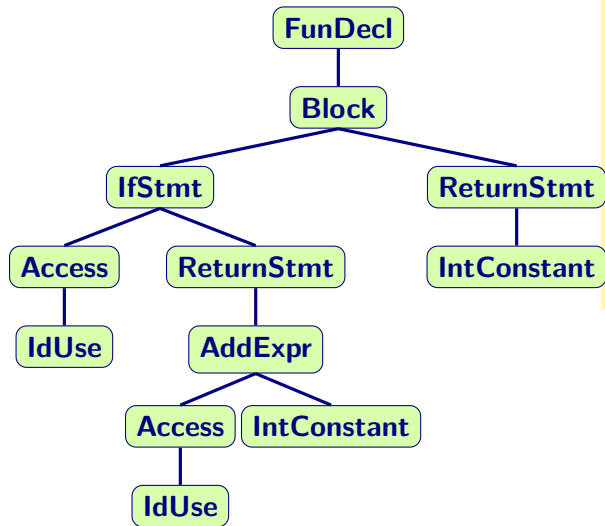 FunDecl
Block
IfStmt ReturnStmt
Access ReturnStmt IntConstant
IdUse AddExpr
Access IntConstant
IdUse